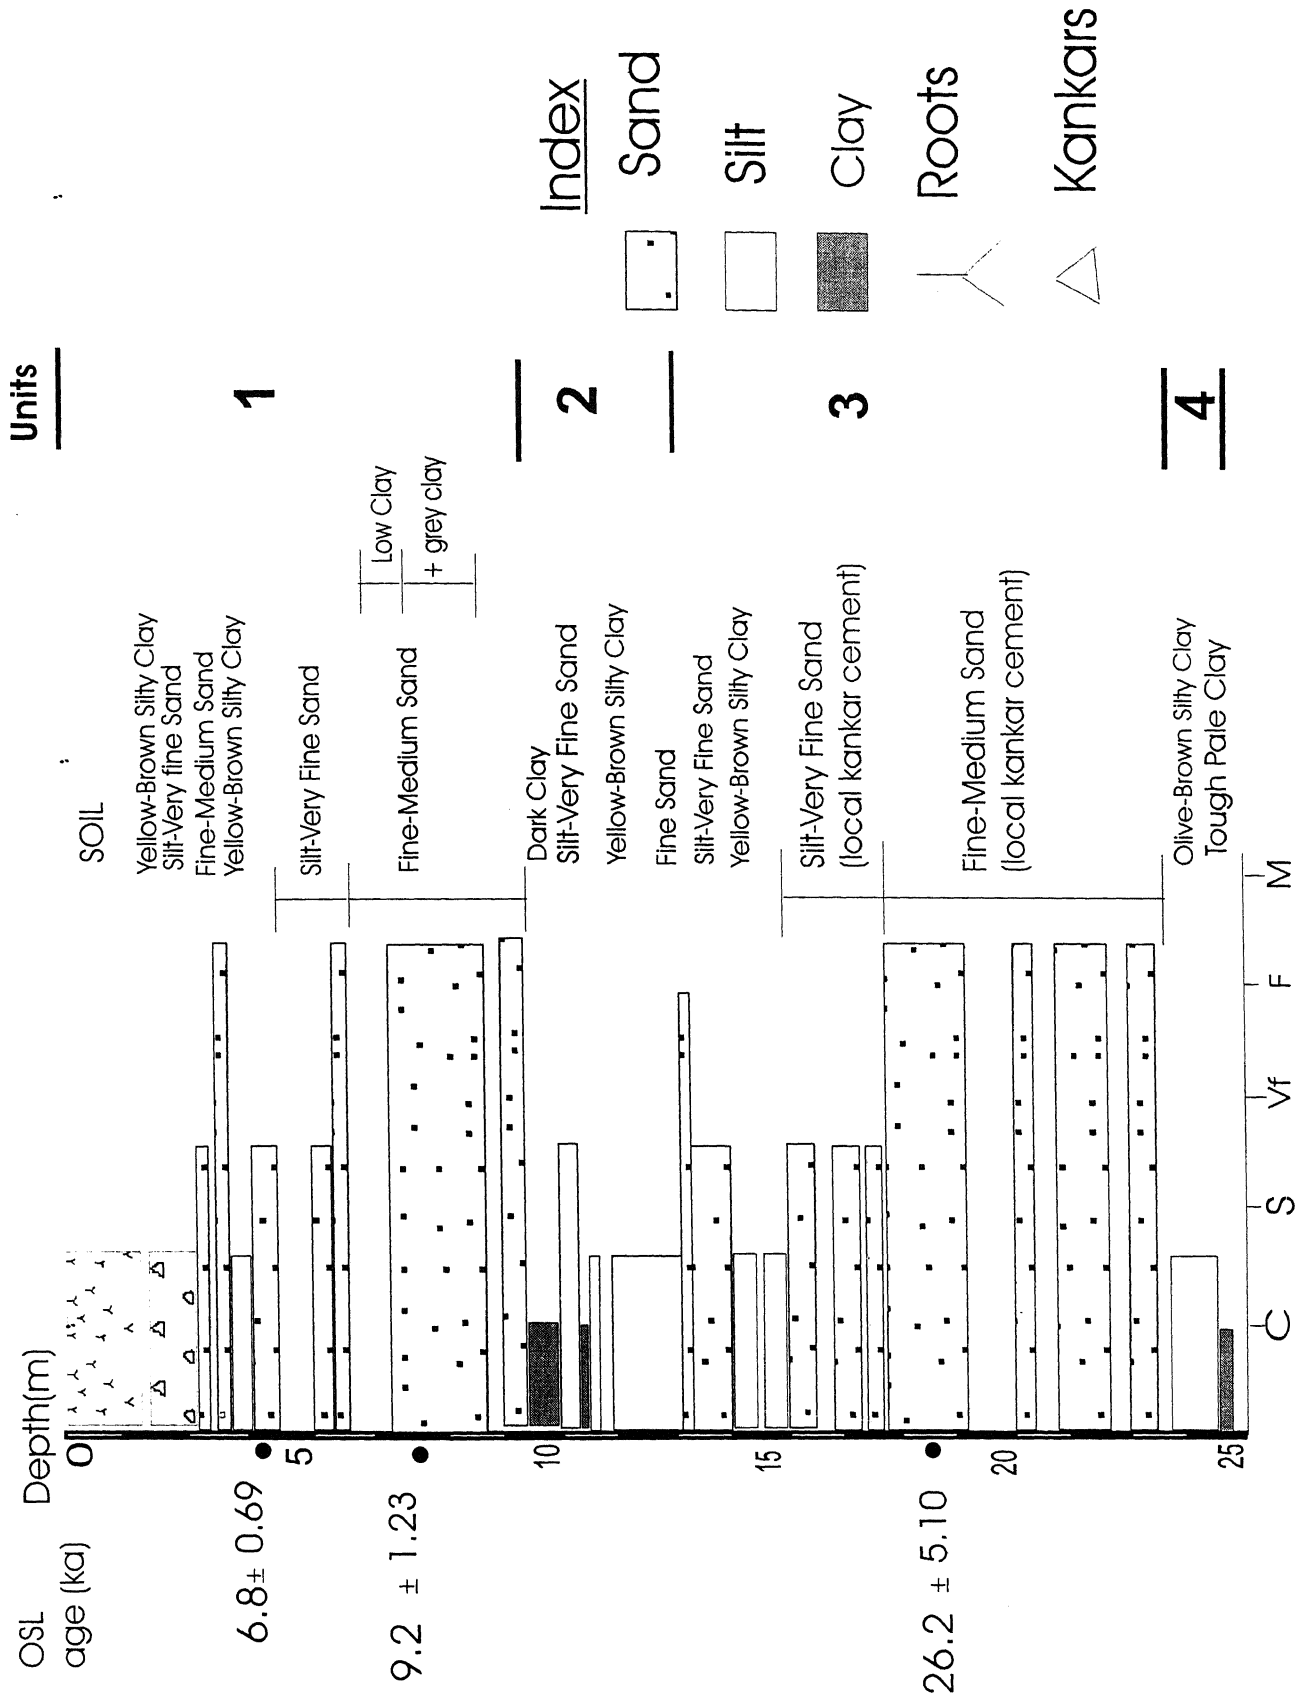 OSL
age (ka)
Depth(m)
Units
0
5
10
15
20
25
6.8± 0.69
9.2 ± 1.23
26.2 ± 5.10
SOIL
Yellow-Brown Silty Clay
Silt-Very fine Sand
Fine-Medium Sand
Yellow-Brown Silty Clay
Silt-Very Fine Sand
Fine-Medium Sand
Low Clay
+ grey clay
Dark Clay
Silt-Very Fine Sand
Yellow-Brown Silty Clay
Fine Sand
Silt-Very Fine Sand
Yellow-Brown Silty Clay
Silt-Very Fine Sand
(local kankar cement)
Fine-Medium Sand
(local kankar cement)
Olive-Brown Silty Clay
Tough Pale Clay
1
2
3
4
C
S
Vf
F
M
Index
Sand
Silt
Clay
Roots
Kankars